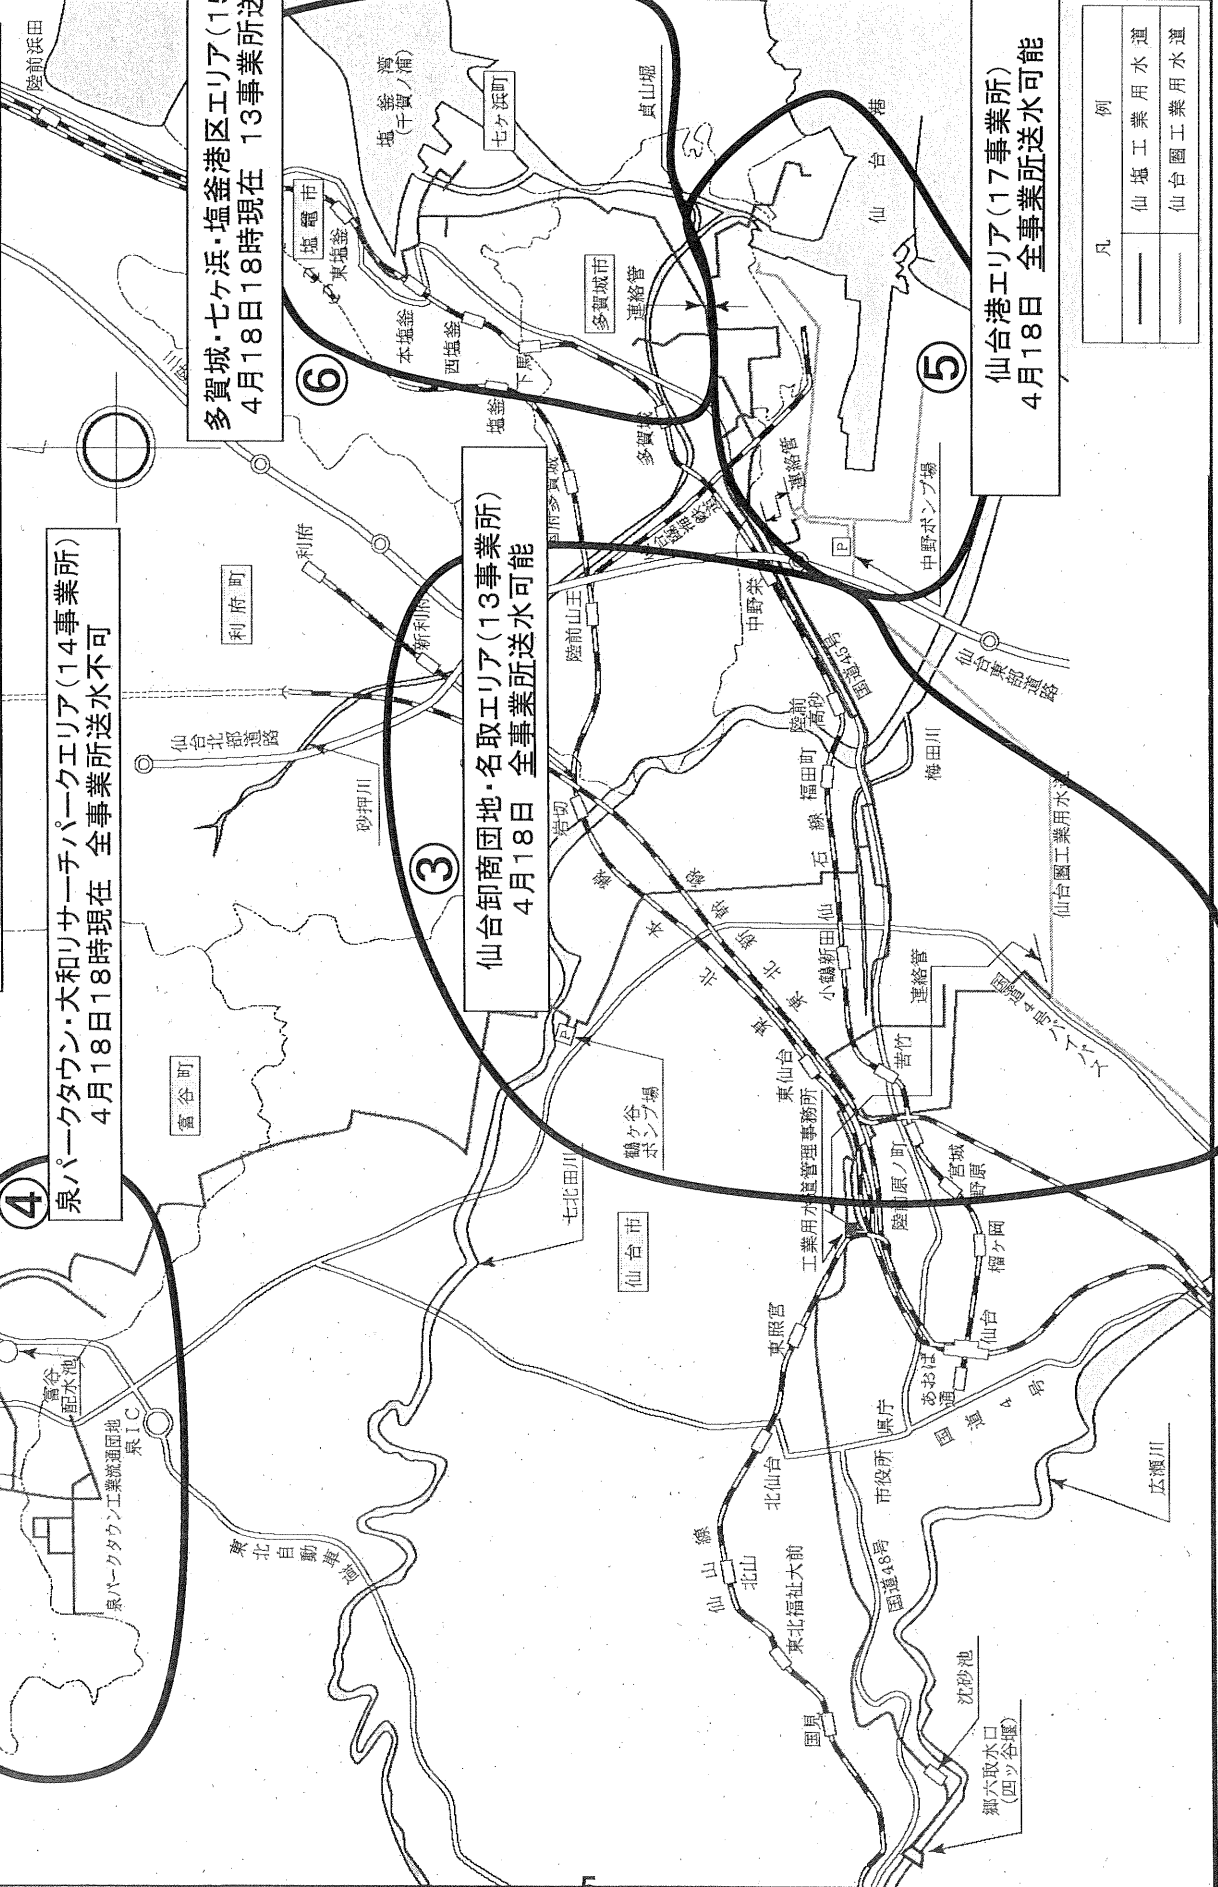 泉パークタウン・大和リサーチパークエリア(14事業所)
4月18日18時現在 全事業所送水不可
④
多賀城・七ヶ浜・塩釜港区エリア(15
4月18日18時現在 13事業所送
⑥
仙台卸商団地・名取エリア(13事業所)
4月18日 全事業所送水可能
③
仙台港エリア(17事業所)
4月18日 全事業所送水可能
⑤
凡例
仙塩工業用水道
仙台圏工業用水道
陸前浜田
塩釜湾
(千賀ノ浦)
七ヶ浜町
貞山堀
仙台港
塩竈市
東塩釜
本塩釜
西塩釜
下馬
塩釜
多賀城市
連絡管
多賀城
連絡管
中野ポンプ場
P
中野栄
国道45号
仙台東部道路
利府
利府町
新利府
陸前山王
仙台北部道路
砂押川
岩切
陸前高砂
福田町
梅田川
仙石線
小鶴新田
東北本線
東北新幹線
連絡管
国道4号バイパス
東仙台
苦竹
富谷町
P
鶴ヶ谷
ポンプ場
七北田川
仙台市
工業用水道管理事務所
宮城
野原
榴ヶ岡
仙台
あおば
通
東照宮
県庁
市役所
国道4号
北仙台
広瀬川
富谷
配水池
泉IC
泉パークタウン工業流通団地
東北自動車道
仙山線
北山
東北福祉大前
国道48号
国見
沈砂池
郷六取水口
(四ッ谷堰)